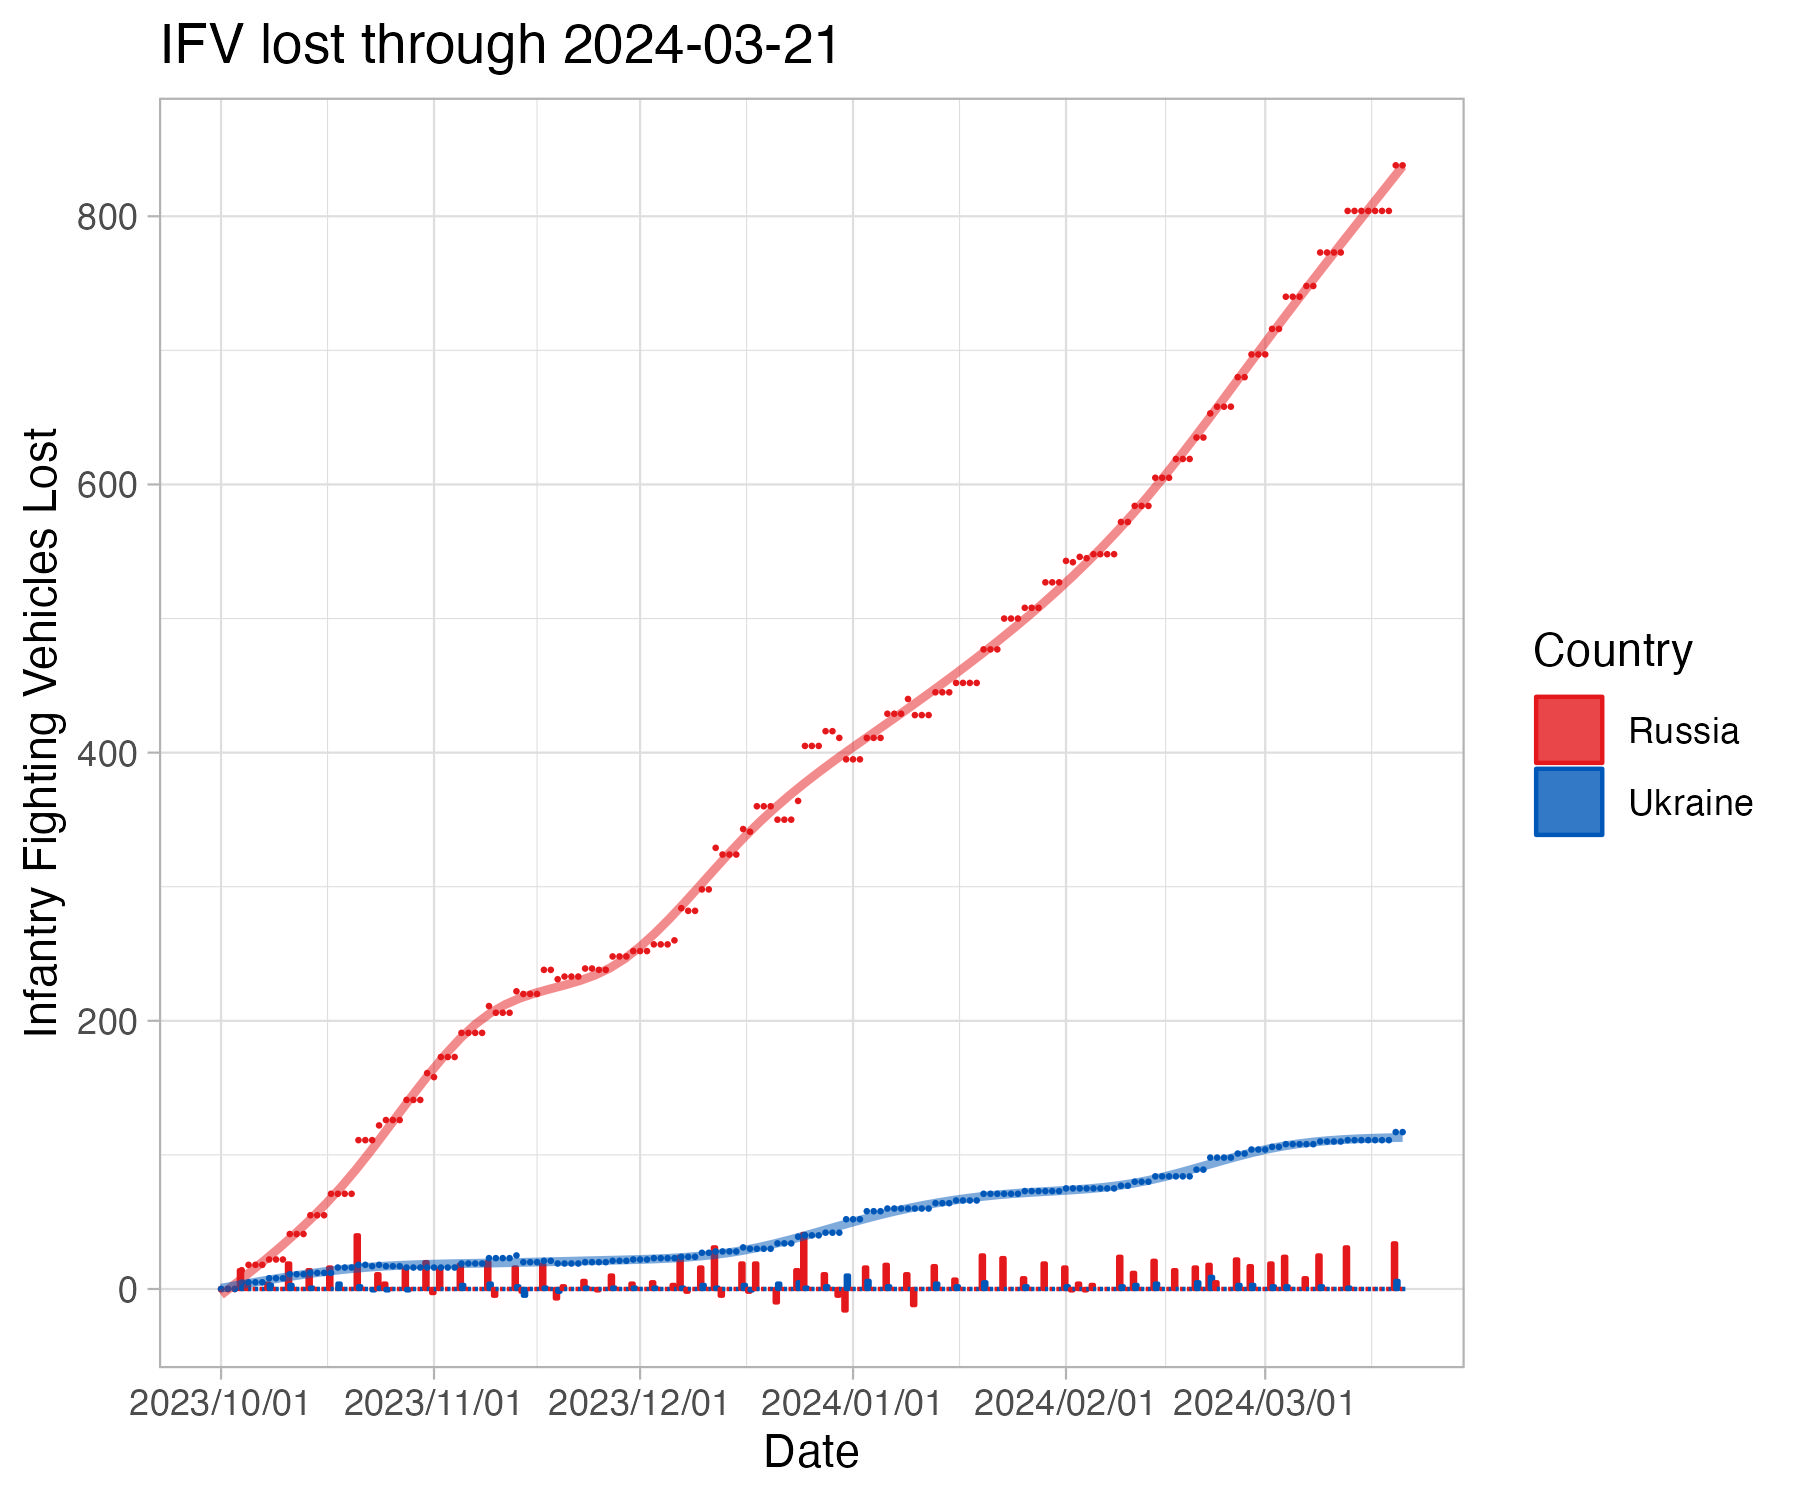 IFV lost through 2024-03-21
Infantry Fighting Vehicles Lost
800
600
400
200
0
2023/10/01
2023/11/01
2023/12/01
2024/01/01
2024/02/01
2024/03/01
Date
Country
Russia
Ukraine